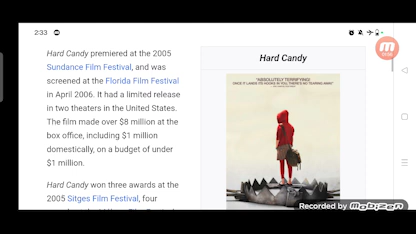 2:33
Hard Candy premiered at the 2005
Sundance Film Festival, and was
screened at the Florida Film Festival
in April 2006. It had a limited release
in two theaters in the United States.
The film made over $8 million at the
box office, including $1 million
domestically, on a budget of under
$1 million.
Hard Candy won three awards at the
2005 Sitges Film Festival, four
Hard Candy
"ABSOLUTELY TERRIFYING!
Recorded by Mobizen